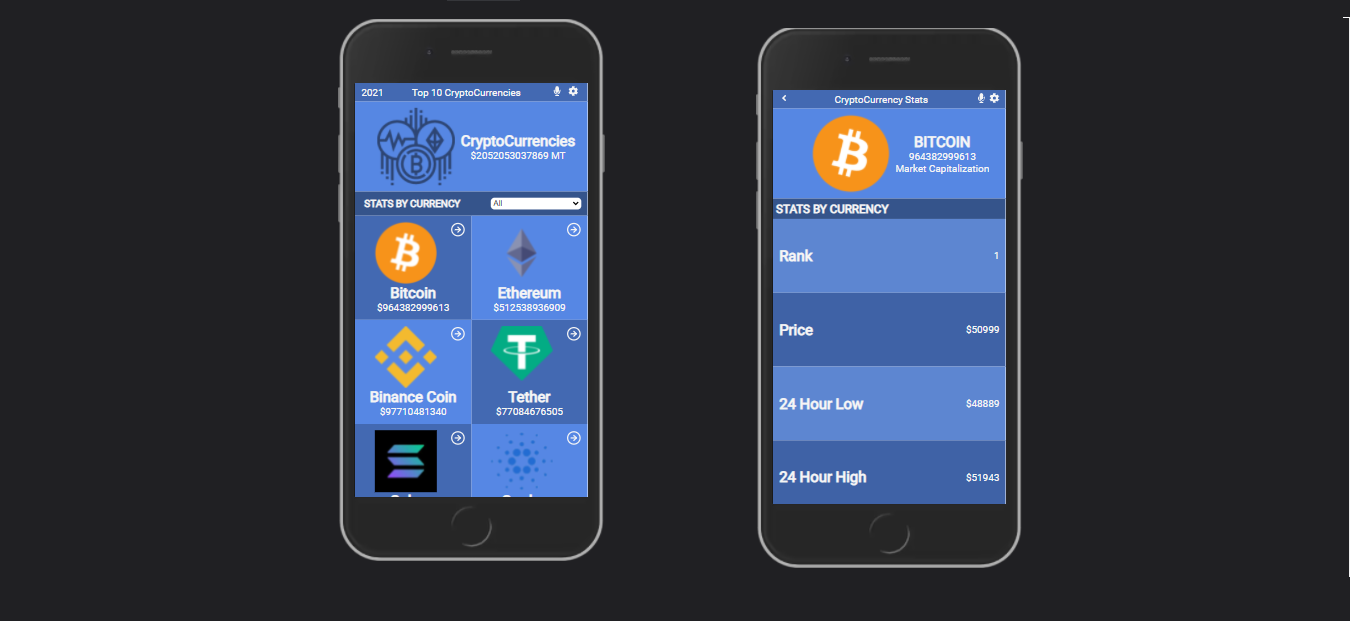 2021 Top 10 CryptoCurrencies
CryptoCurrencies
$2052053037869 MT
STATS BY CURRENCY All
Bitcoin
$964382999613
Ethereum
$512538936909
Binance Coin
$97710481340
Tether
$77084676505
CryptoCurrency Stats
BITCOIN
964382999613
Market Capitalization
STATS BY CURRENCY
Rank 1
Price $50999
24 Hour Low $48889
24 Hour High $51943